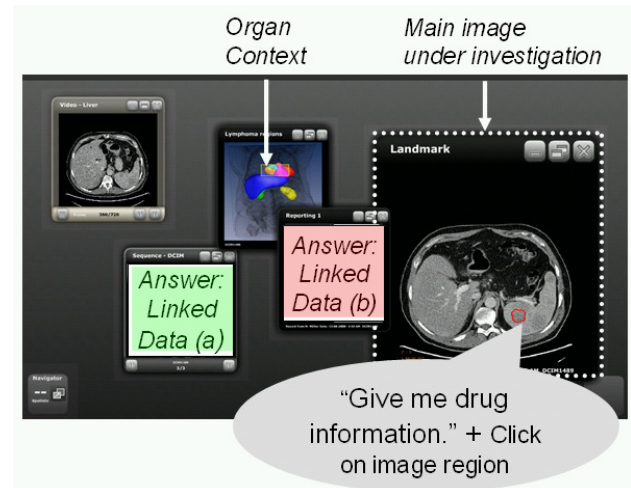 Organ
Context
Main image
under investigation
Video - Liver
Lymphoma regions
Landmark
Reporting 1
Answer:
Linked
Data (b)
Sequence - DCIM
Answer:
Linked
Data (a)
Navigator
"Give me drug
information." + Click
on image region